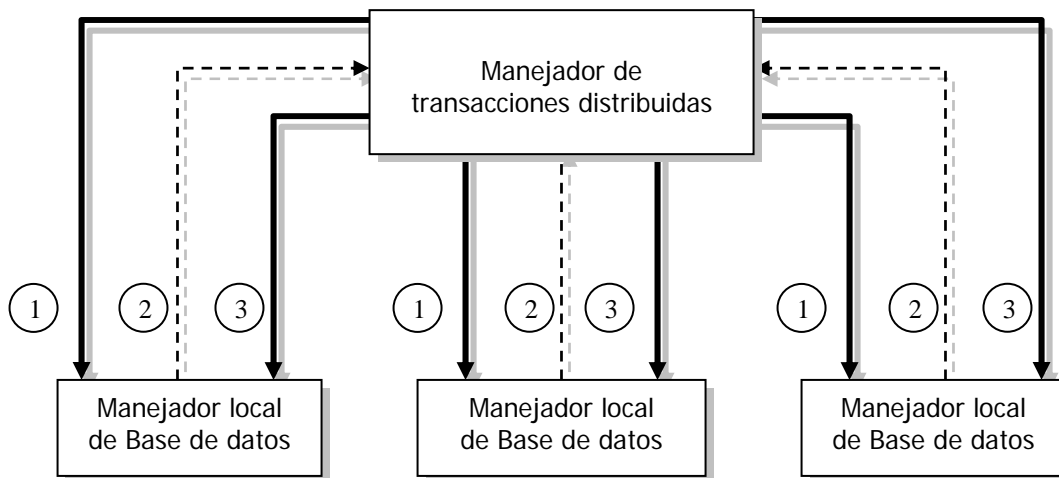 Manejador de
transacciones distribuidas
1
2
3
1
2
3
1
2
3
Manejador local
de Base de datos
Manejador local
de Base de datos
Manejador local
de Base de datos